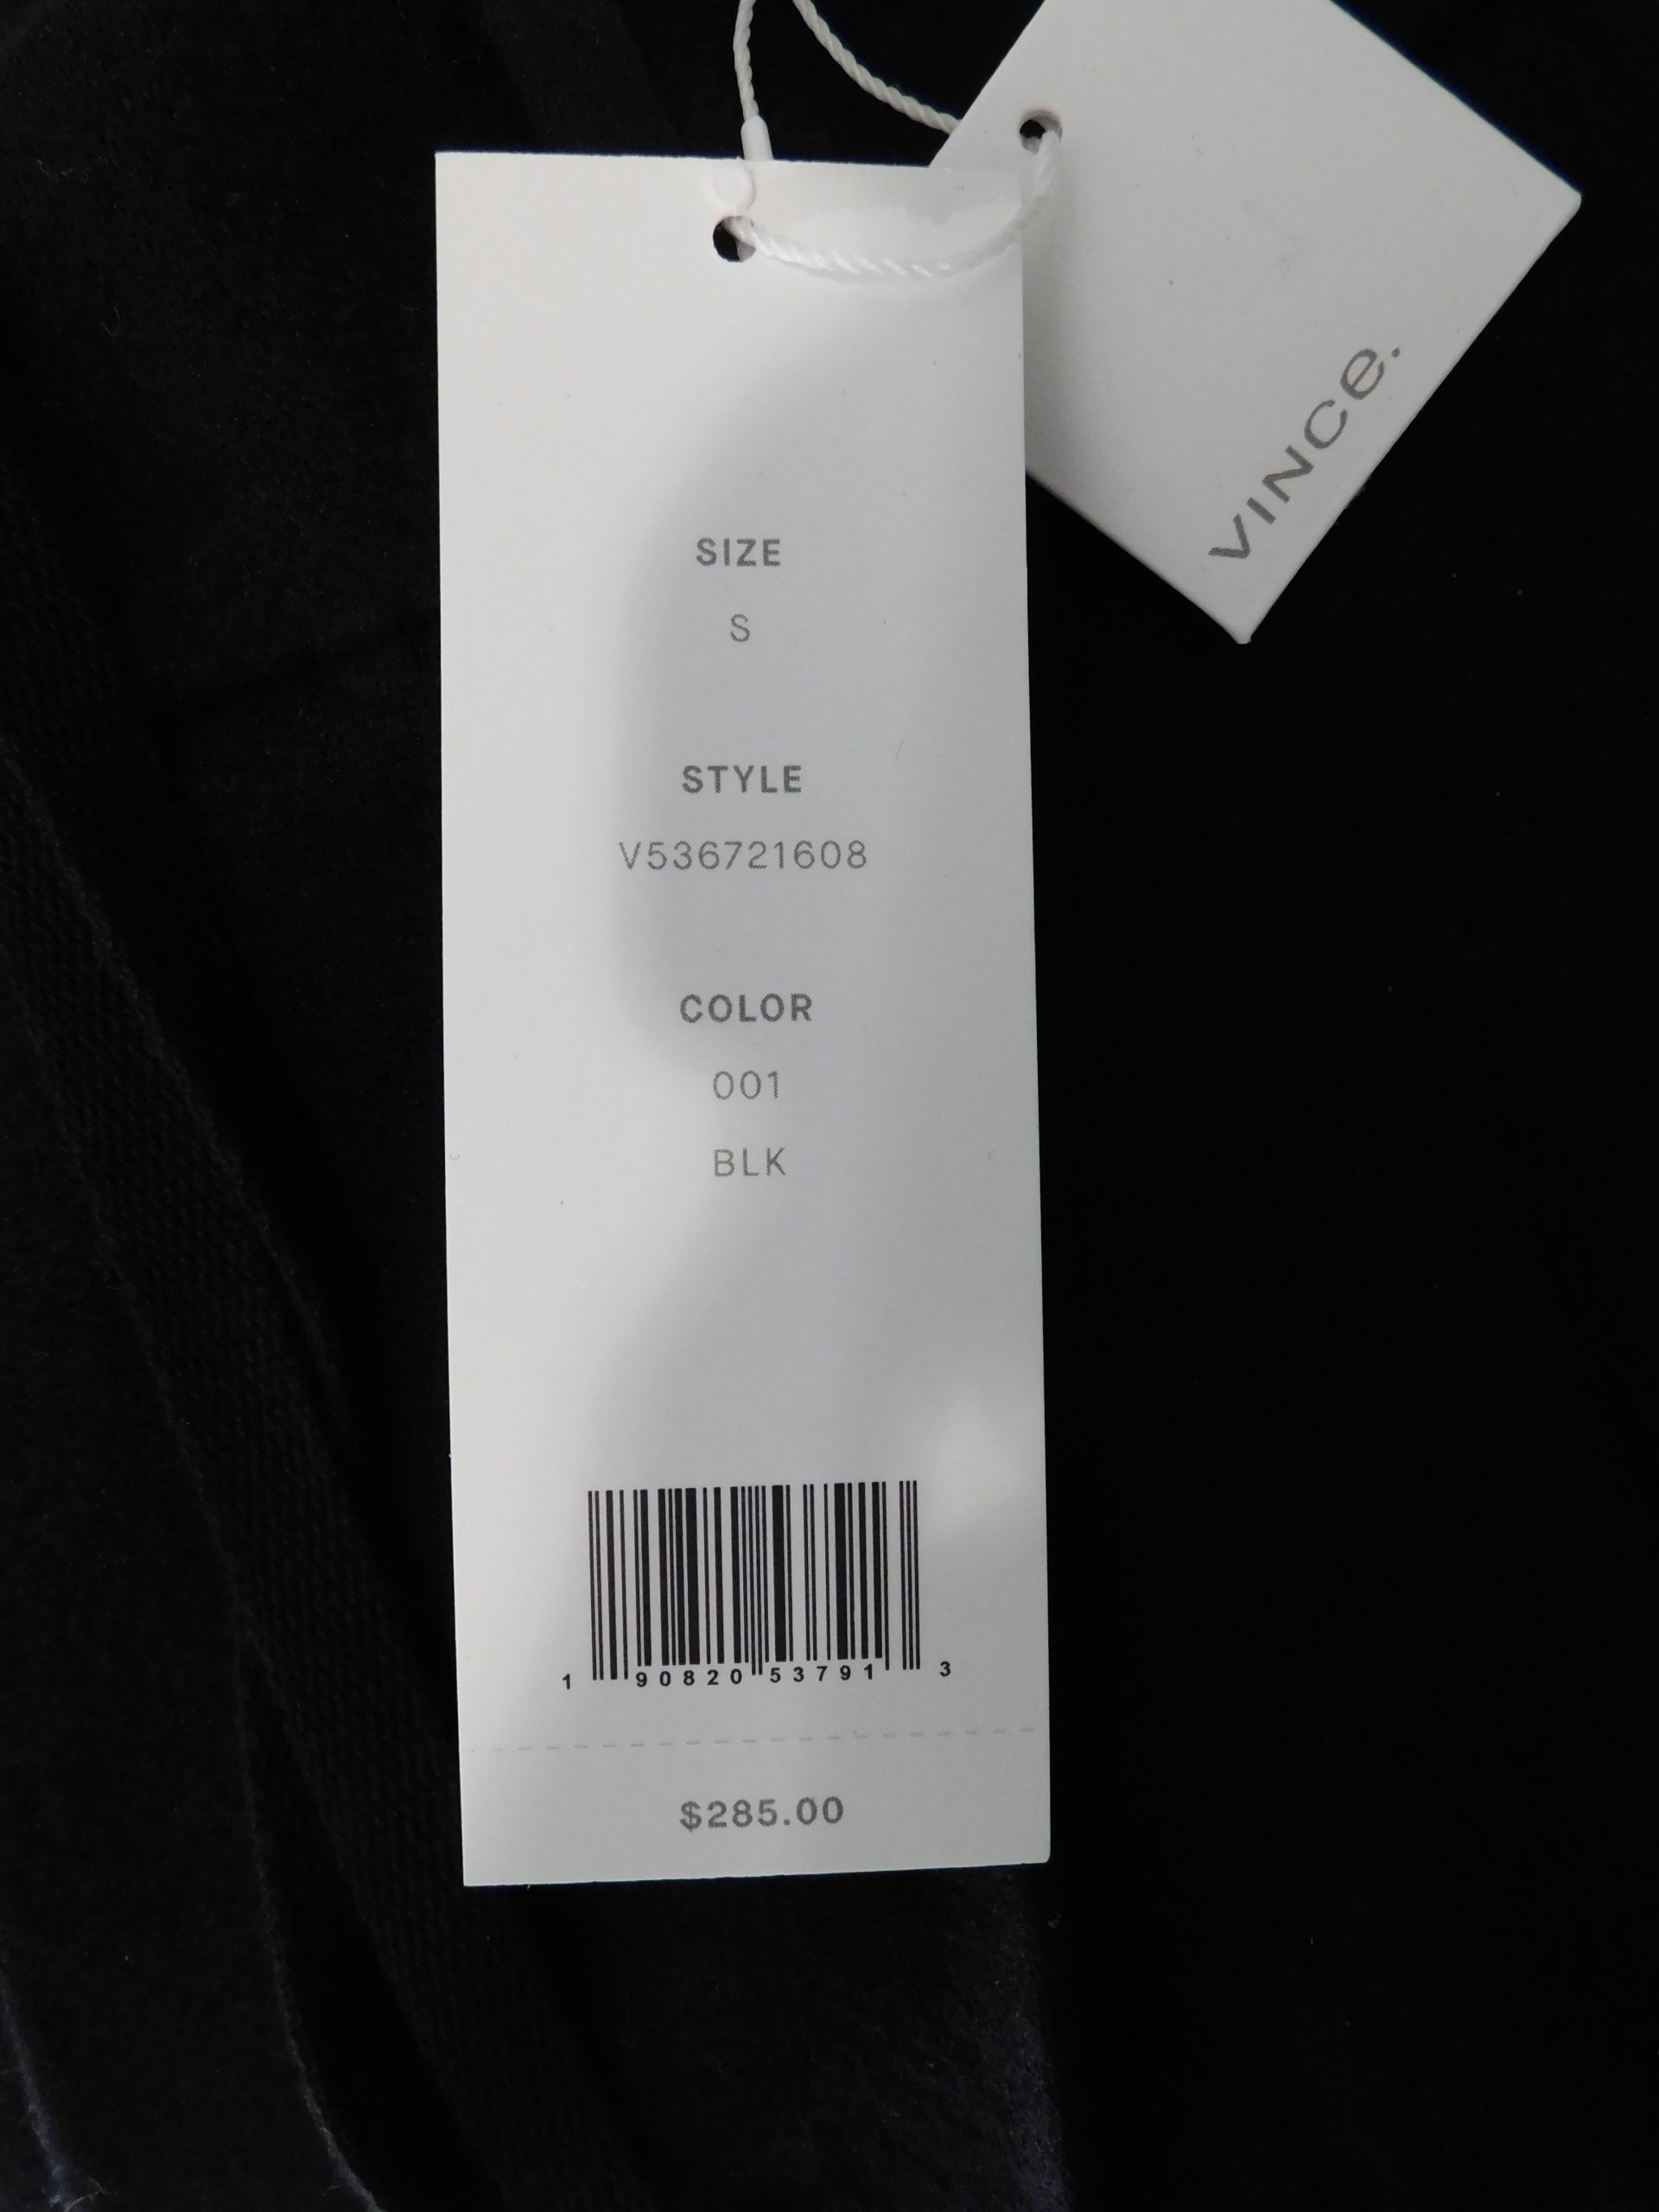 VINCE.
SIZE
S
STYLE
V536721608
COLOR
001
BLK
1 90820 53791 3
$285.00